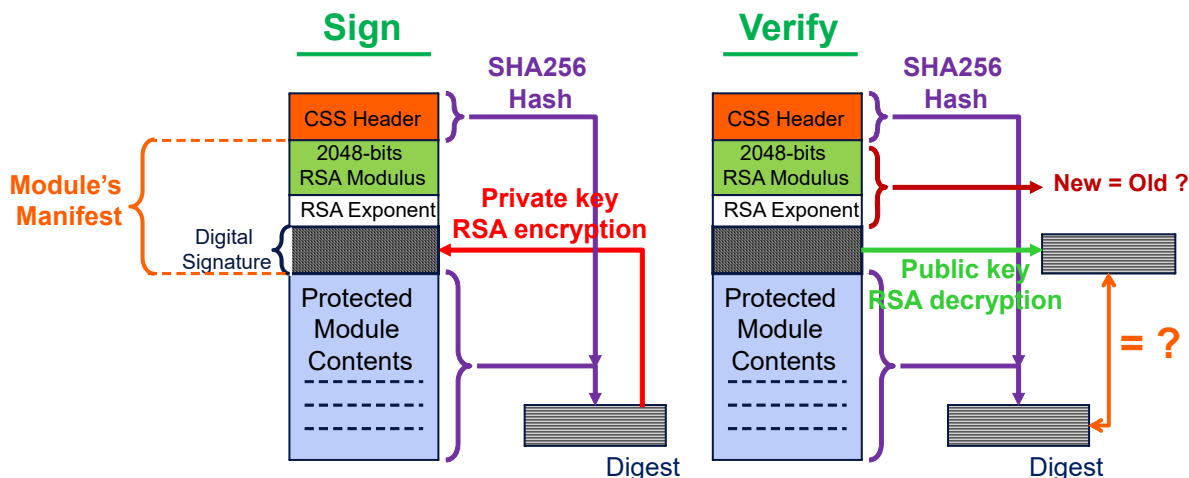 Sign
SHA256
Hash
CSS Header
2048-bits
RSA Modulus
RSA Exponent
Module's
Manifest
Digital
Signature
Private key
RSA encryption
Protected
Module
Contents
Digest
Verify
SHA256
Hash
CSS Header
2048-bits
RSA Modulus
RSA Exponent
New = Old ?
Public key
RSA decryption
Protected
Module
Contents
= ?
Digest